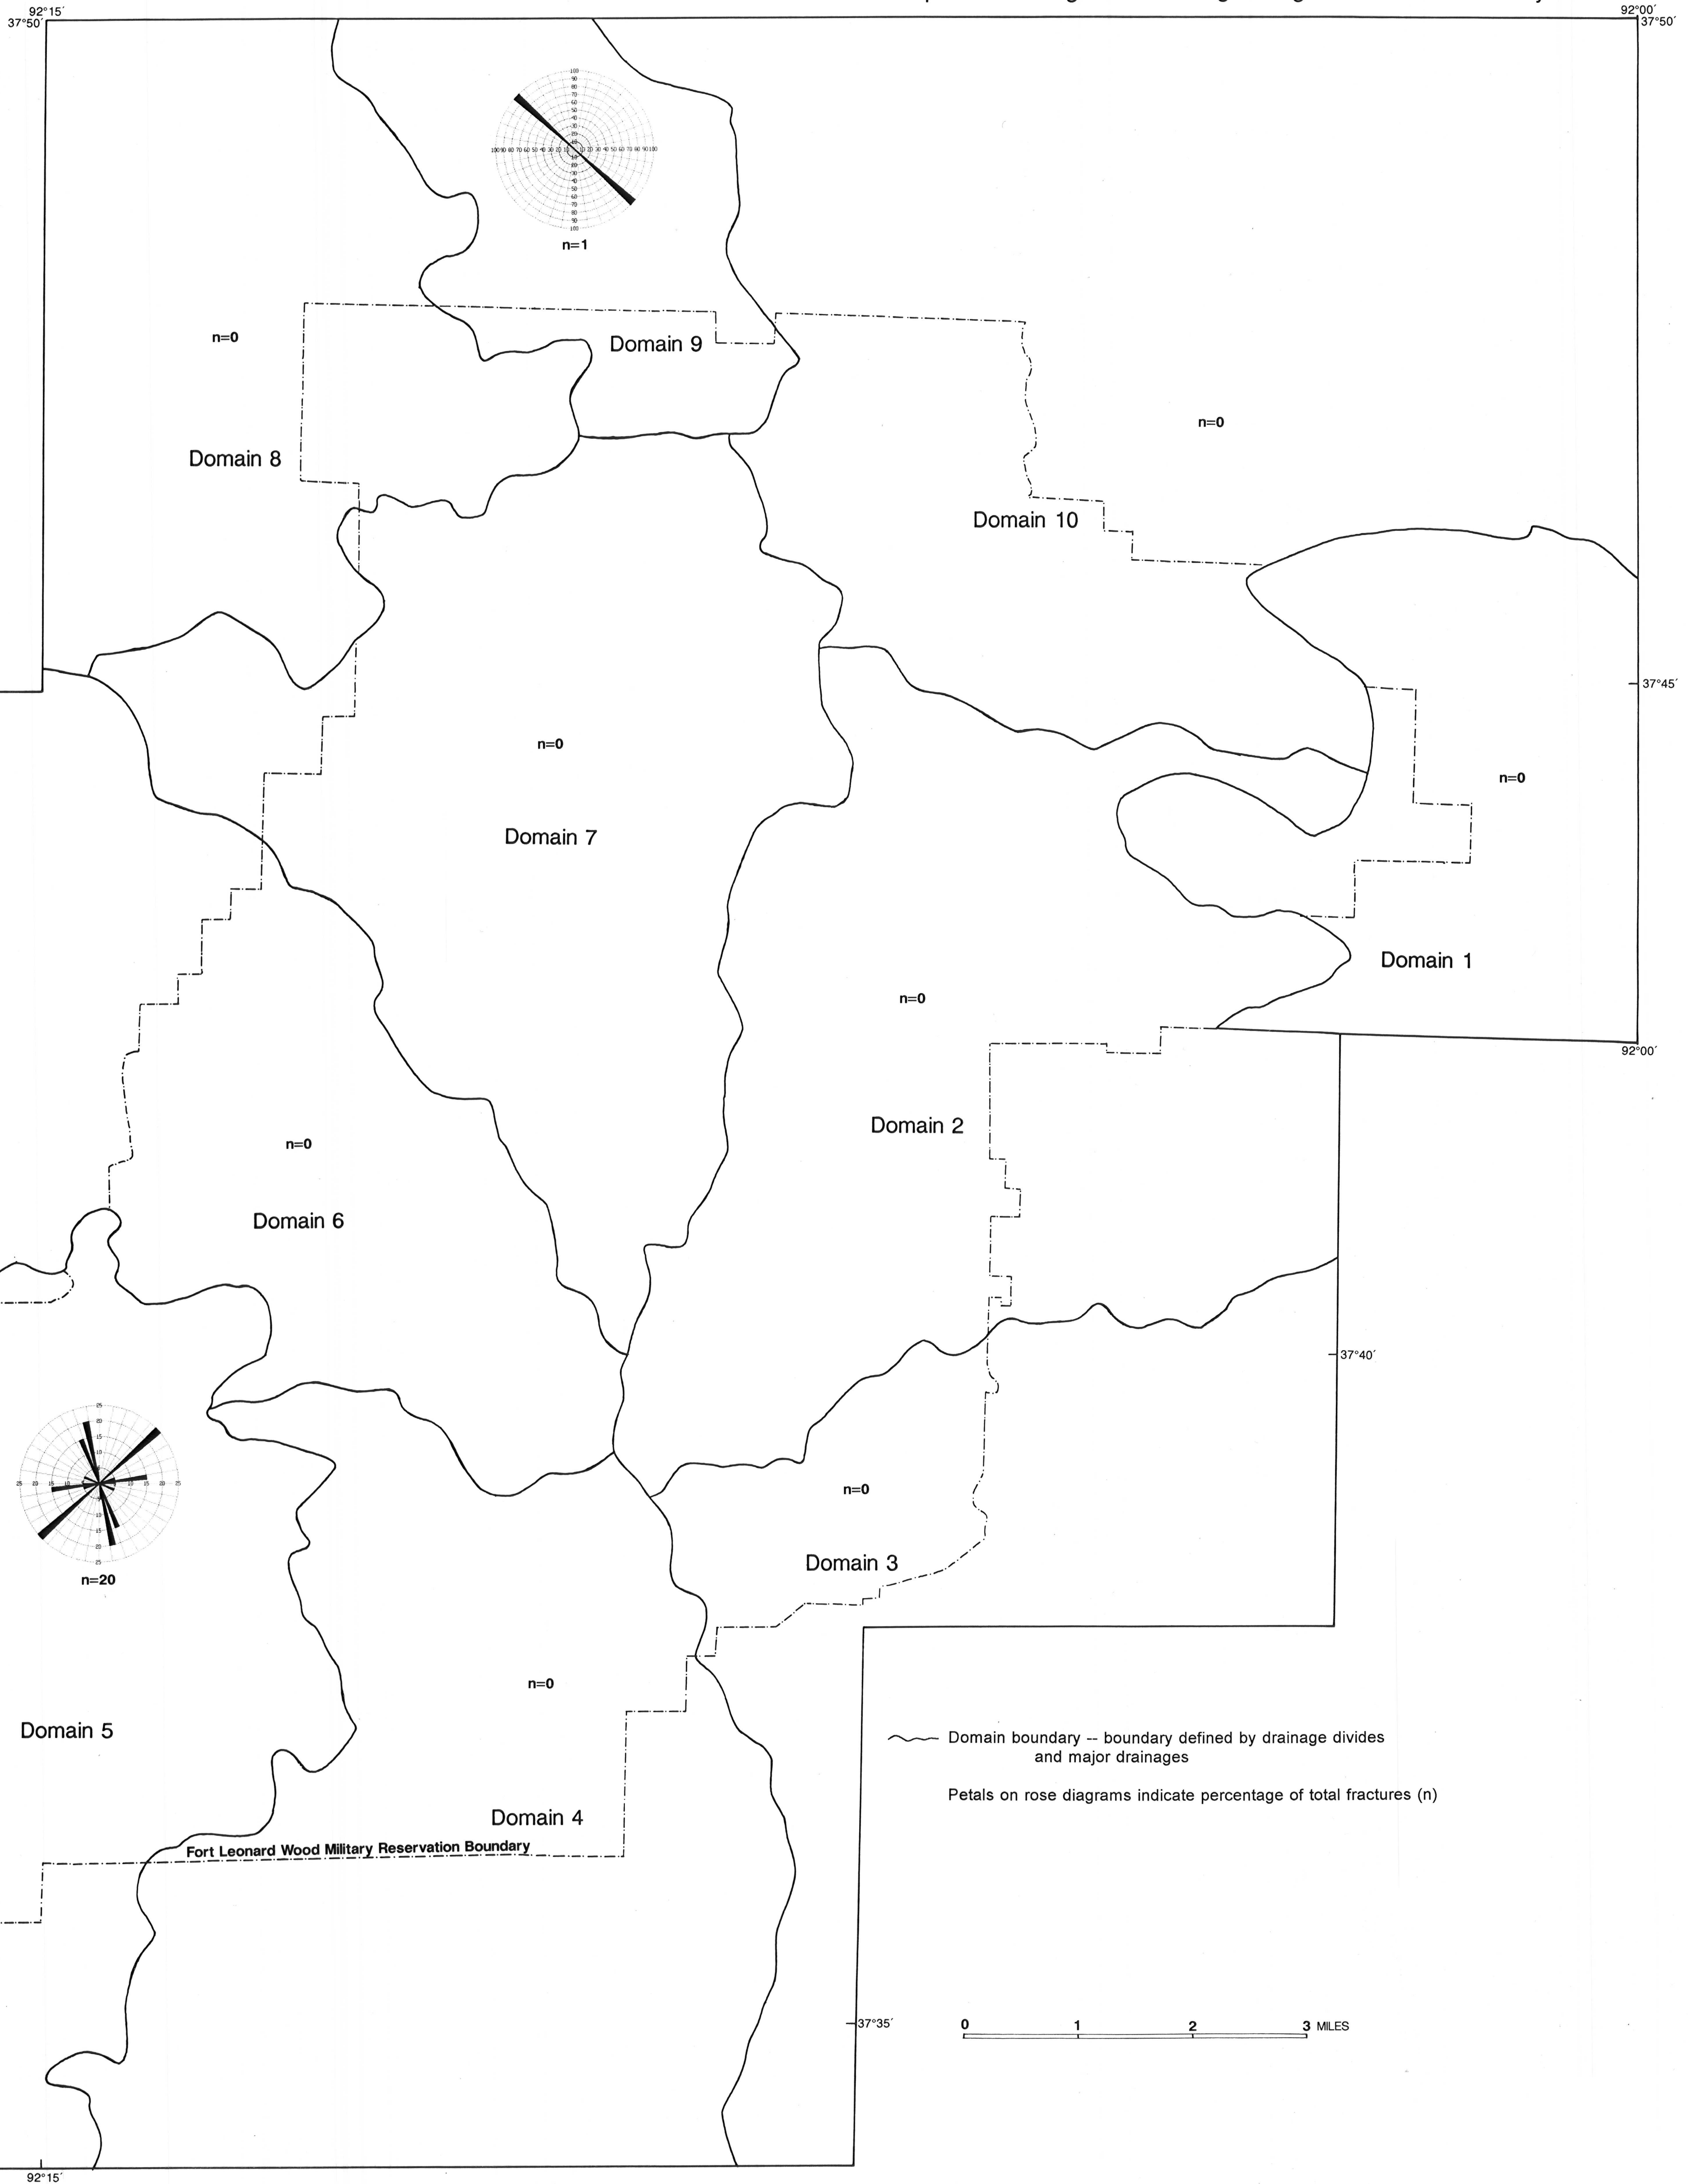 92°15´
37°50´
92°00´
37°50´
n=1
n=0
Domain 9
n=0
Domain 8
Domain 10
37°45´
n=0
n=0
Domain 7
Domain 1
n=0
92°00´
Domain 2
n=0
Domain 6
37°40´
n=0
n=20
Domain 3
n=0
Domain 5
Domain boundary -- boundary defined by drainage divides
and major drainages
Petals on rose diagrams indicate percentage of total fractures (n)
Domain 4
Fort Leonard Wood Military Reservation Boundary
37°35´
0 1 2 3 MILES
92°15´